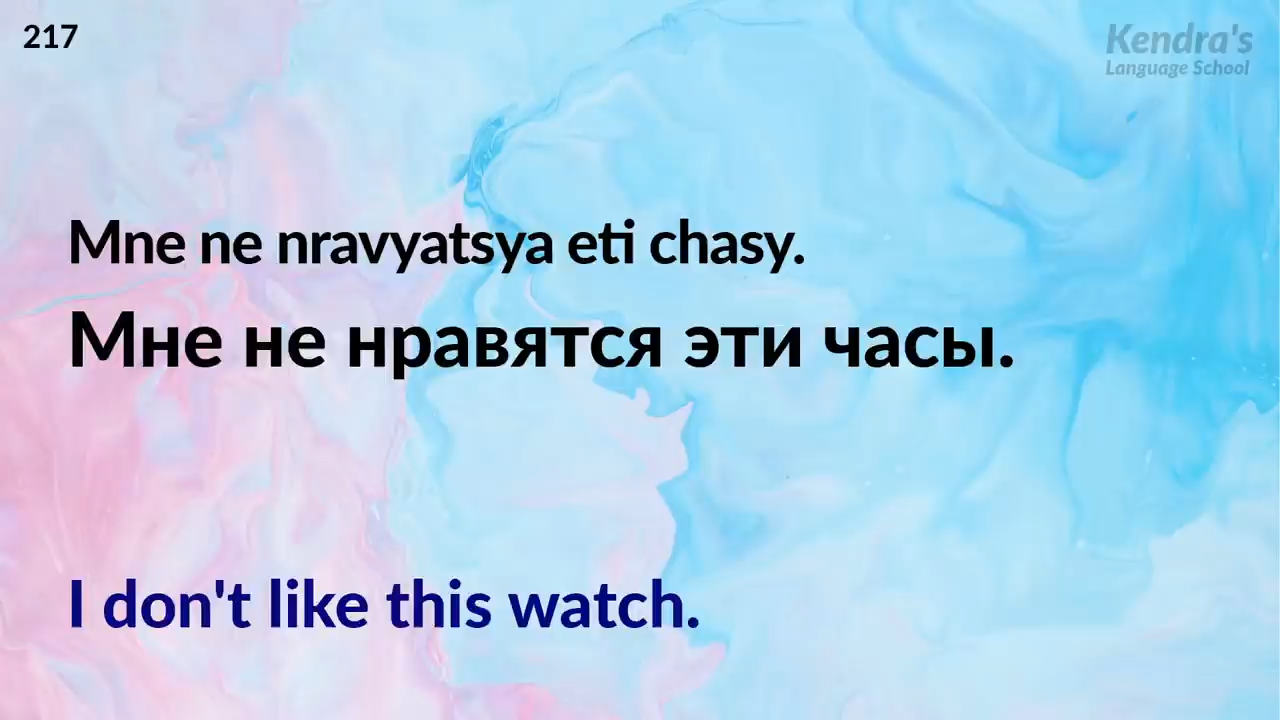 217
Kendra's
Language School
Mne ne nravyatsya eti chasy.
Мне не нравятся эти часы.
I don't like this watch.